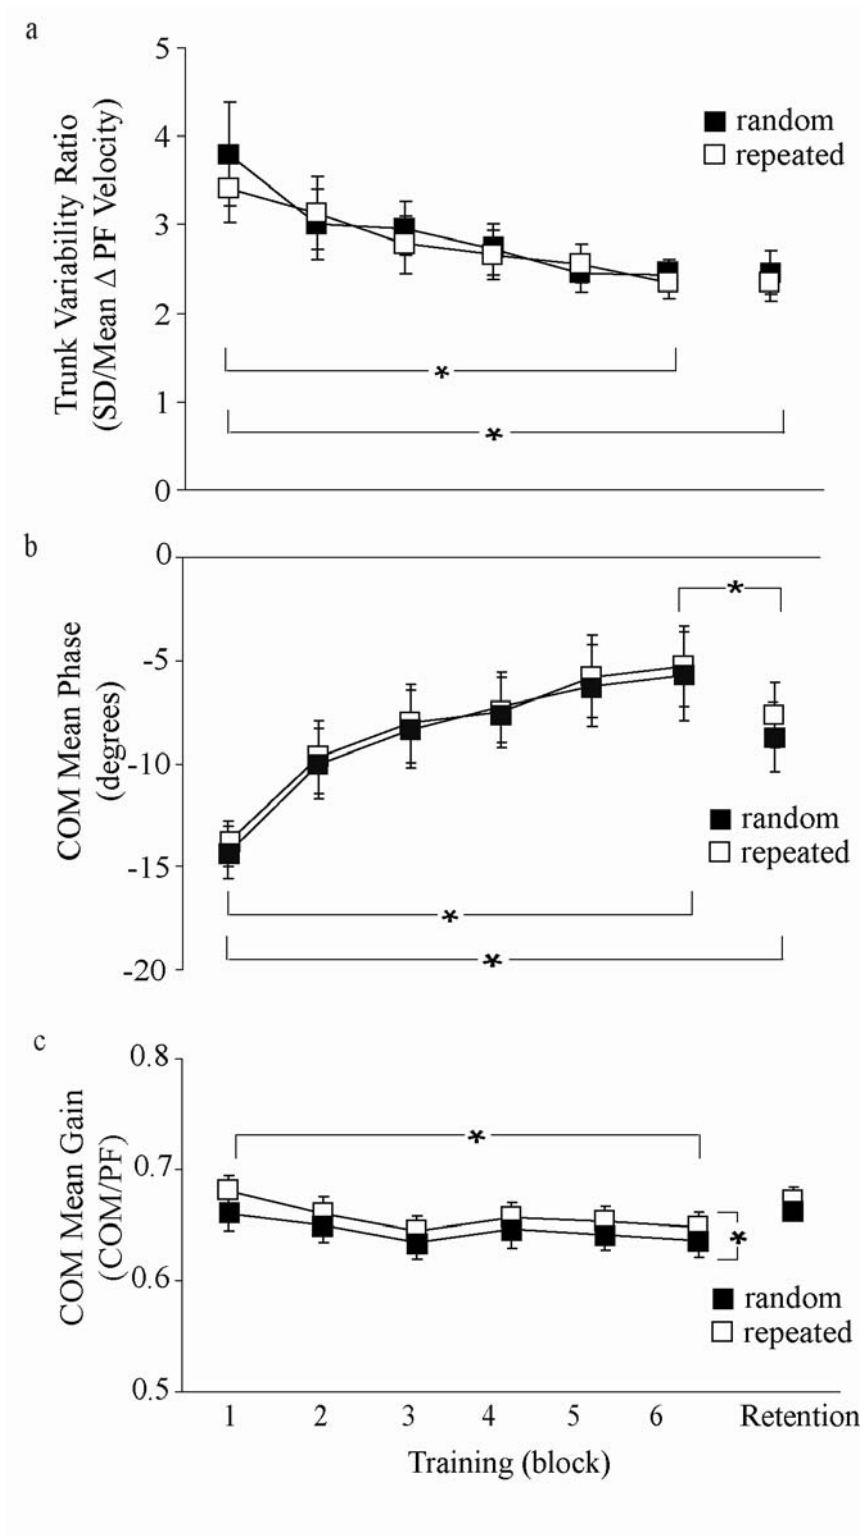 a
5
4
3
2
1
0
Trunk Variability Ratio
(SD/Mean Δ PF Velocity)
random
repeated
*
*
b
0
-5
-10
-15
-20
COM Mean Phase
(degrees)
*
random
repeated
*
*
c
0.8
0.7
0.6
0.5
COM Mean Gain
(COM/PF)
*
*
random
repeated
1 2 3 4 5 6 Retention
Training (block)